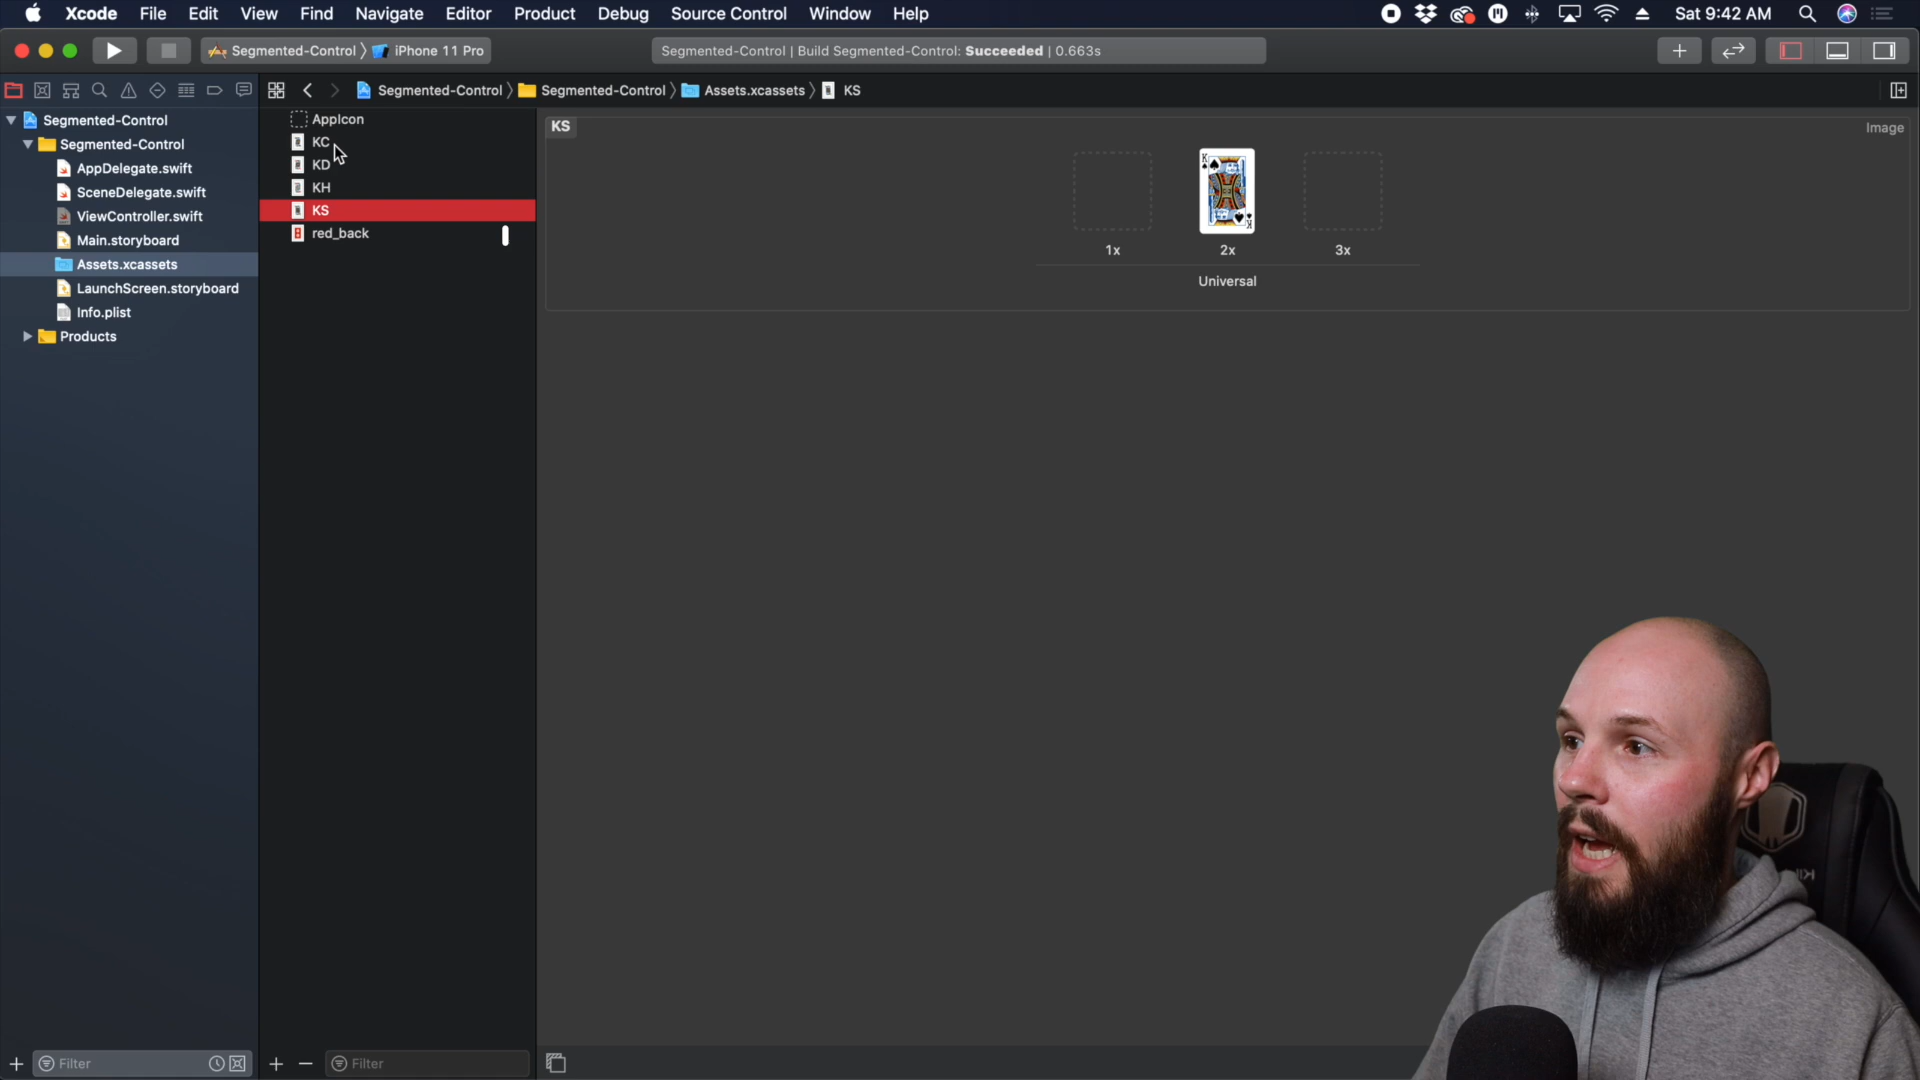 Xcode File Edit View Find Navigate Editor Product Debug Source Control Window Help Sat 9:42 AM
Segmented-Control iPhone 11 Pro
Segmented-Control | Build Segmented-Control: Succeeded | 0.663s
Segmented-Control Segmented-Control Assets.xcassets KS
Segmented-Control
Segmented-Control
AppDelegate.swift
SceneDelegate.swift
ViewController.swift
Main.storyboard
Assets.xcassets
LaunchScreen.storyboard
Info.plist
Products
AppIcon
KC
KD
KH
KS
red_back
KS
Image
K
K
1x 2x 3x
Universal
Filter
Filter